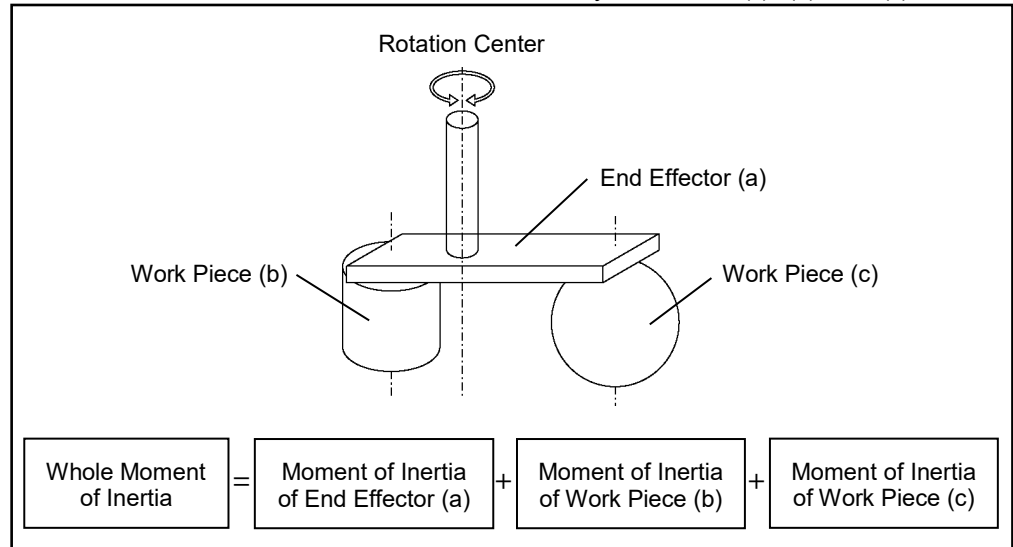 Rotation Center
End Effector (a)
Work Piece (b)
Work Piece (c)
Whole Moment
of Inertia
=
Moment of Inertia
of End Effector (a)
+
Moment of Inertia
of Work Piece (b)
+
Moment of Inertia
of Work Piece (c)